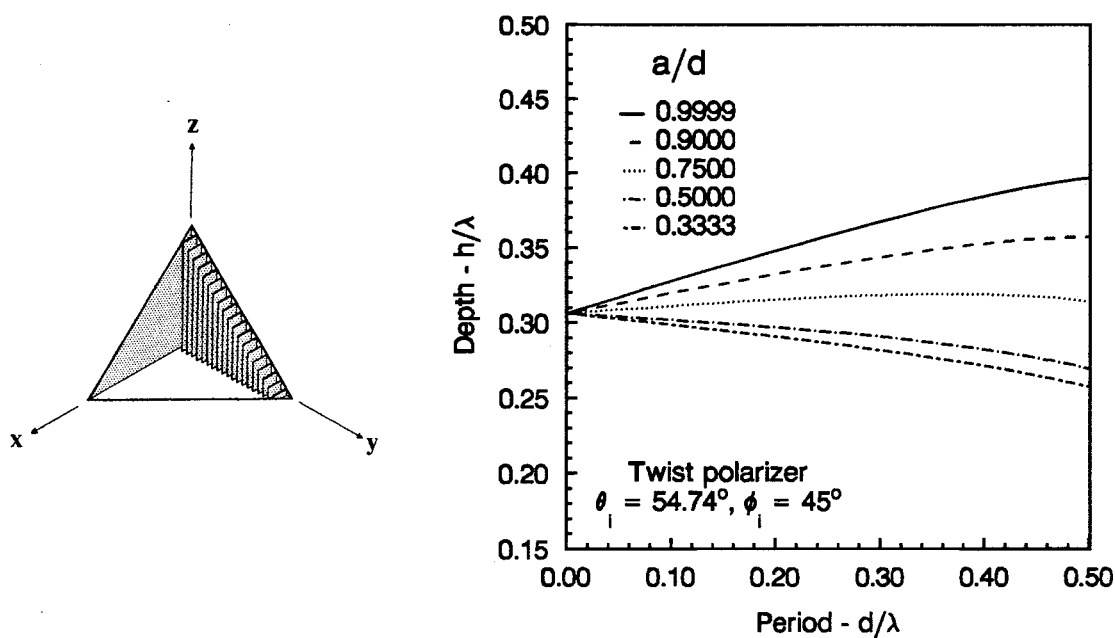 z
x
y
0.50
0.45
0.40
0.35
0.30
0.25
0.20
0.15
Depth - h/λ
a/d
0.9999
0.9000
0.7500
0.5000
0.3333
Twist polarizer
θi = 54.74°, ϕi = 45°
0.00 0.10 0.20 0.30 0.40 0.50
Period - d/λ